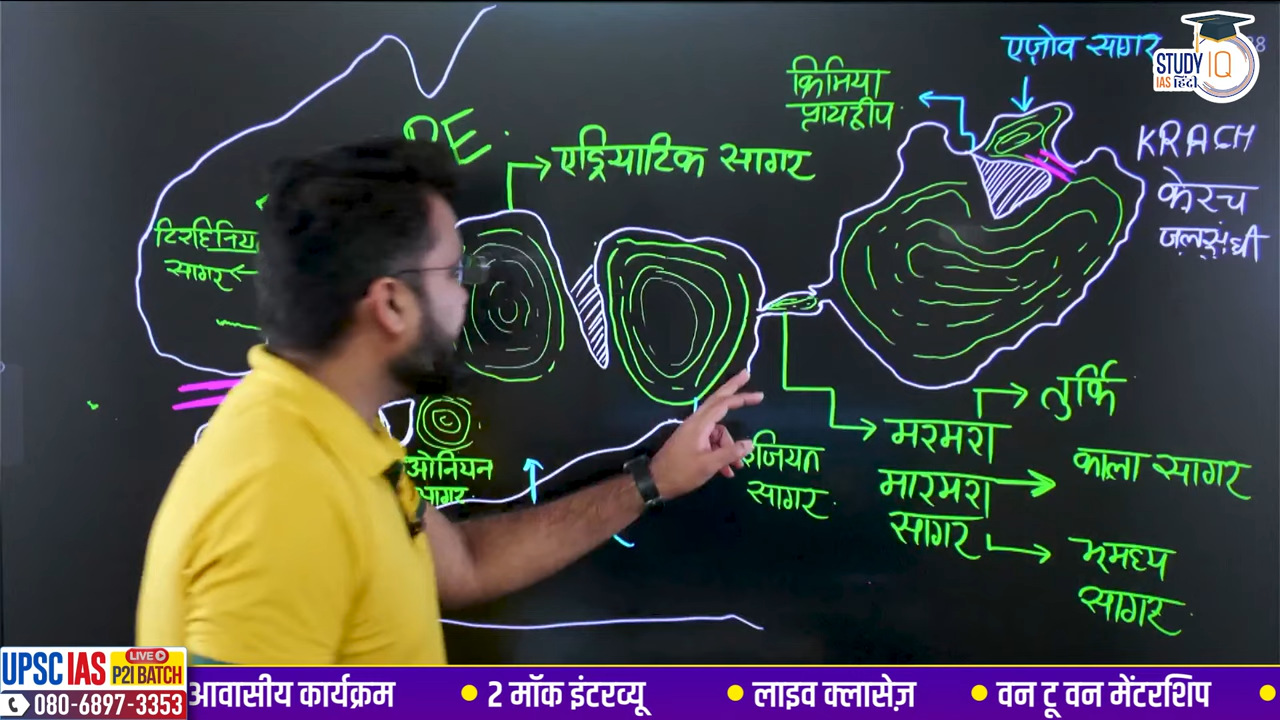 एज़ोव सागर
STUDY IQ
IAS हिंदी
क्रिमिया
प्रायद्वीप
KRACH
केरच
जलसंधी
एड्रियाटिक सागर
सागर
तुर्कि
मरमरा
मारमरा
सागर
काला सागर
भूमध्य
सागर
ओनियन
सागर
जियन
सागर
UPSC IAS
LIVE
P2I BATCH
080-6897-3353
आवासीय कार्यक्रम
2 मॉक इंटरव्यू
लाइव क्लासेज़
वन टू वन मेंटरशिप